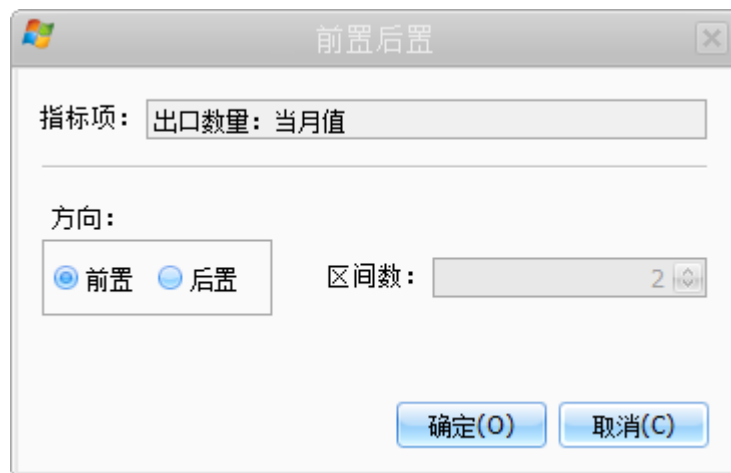 前置后置
指标项： 出口数量：当月值
方向：
前置 后置 区间数： 2
确定(O) 取消(C)